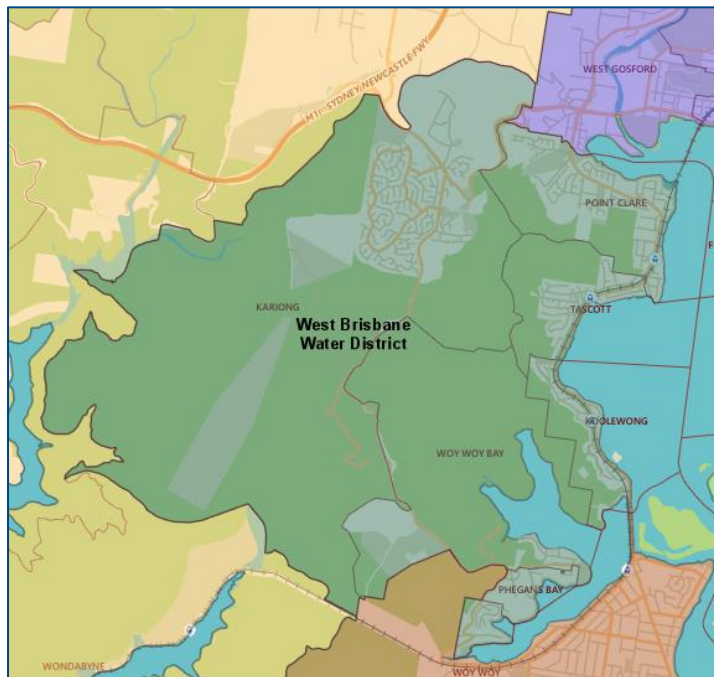 M1 - SYDNEY NEWCASTLE FWY
WEST GOSFORD
POINT CLARE
KARIONG
West Brisbane
Water District
TASCOTT
KOOLEWONG
WOY WOY BAY
PHEGANS BAY
WONDABYNE
WOY WOY